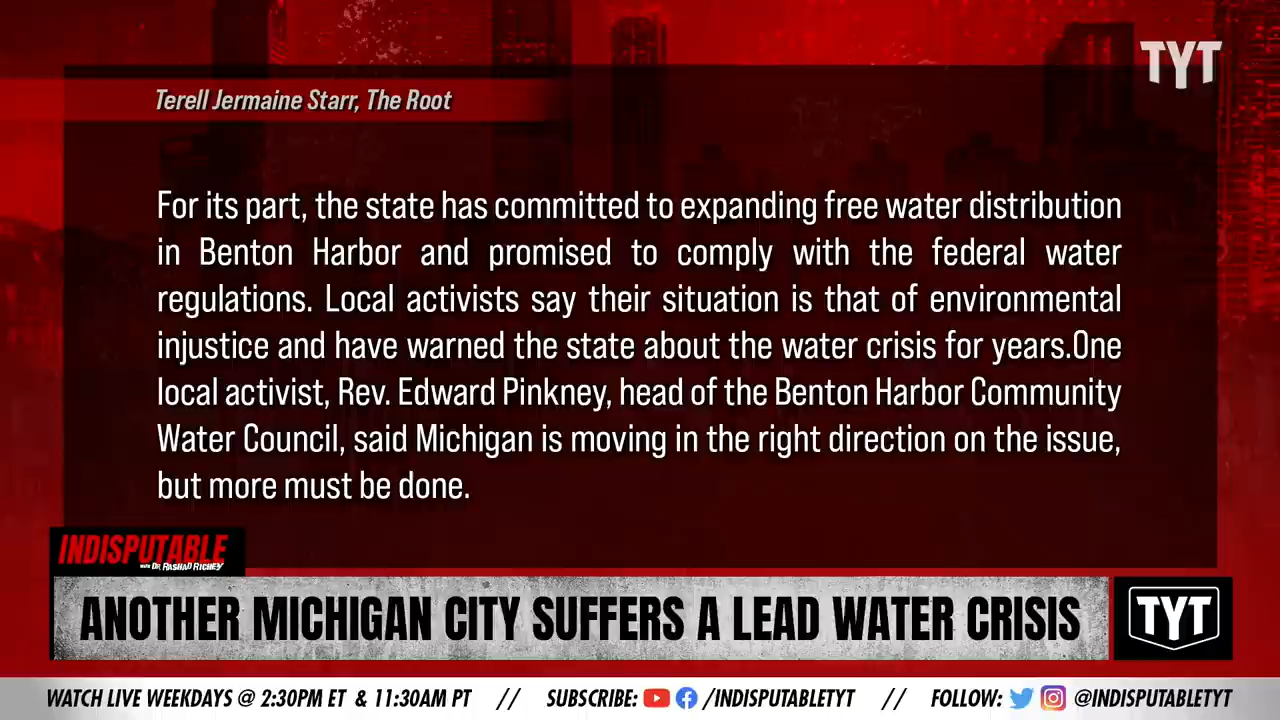 TYT
Terell Jermaine Starr, The Root
For its part, the state has committed to expanding free water distribution
in Benton Harbor and promised to comply with the federal water
regulations. Local activists say their situation is that of environmental
injustice and have warned the state about the water crisis for years.One
local activist, Rev. Edward Pinkney, head of the Benton Harbor Community
Water Council, said Michigan is moving in the right direction on the issue,
but more must be done.
INDISPUTABLE
WITH DR. RASHAD RICHEY
ANOTHER MICHIGAN CITY SUFFERS A LEAD WATER CRISIS
TYT
WATCH LIVE WEEKDAYS @ 2:30PM ET & 11:30AM PT // SUBSCRIBE: /INDISPUTABLETYT // FOLLOW: @INDISPUTABLETYT